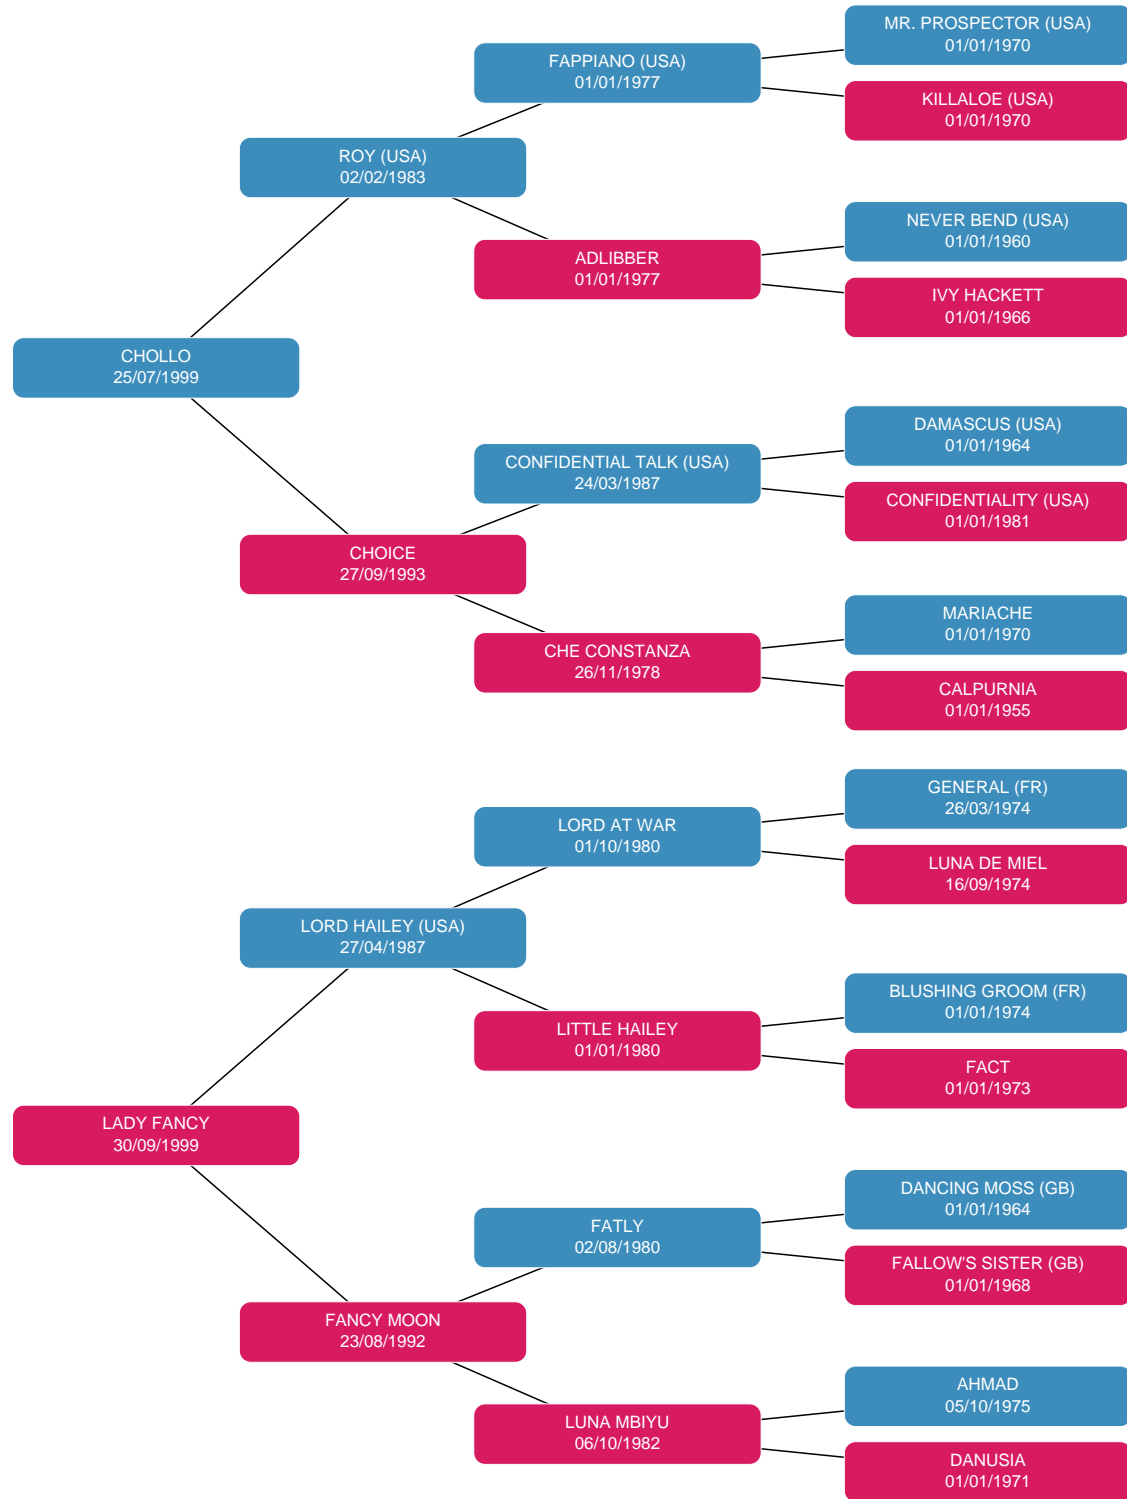 MR. PROSPECTOR (USA)
01/01/1970
FAPPIANO (USA)
01/01/1977
KILLALOE (USA)
01/01/1970
ROY (USA)
02/02/1983
NEVER BEND (USA)
01/01/1960
ADLIBBER
01/01/1977
IVY HACKETT
01/01/1966
CHOLLO
25/07/1999
DAMASCUS (USA)
01/01/1964
CONFIDENTIAL TALK (USA)
24/03/1987
CONFIDENTIALITY (USA)
01/01/1981
CHOICE
27/09/1993
MARIACHE
01/01/1970
CHE CONSTANZA
26/11/1978
CALPURNIA
01/01/1955
GENERAL (FR)
26/03/1974
LORD AT WAR
01/10/1980
LUNA DE MIEL
16/09/1974
LORD HAILEY (USA)
27/04/1987
BLUSHING GROOM (FR)
01/01/1974
LITTLE HAILEY
01/01/1980
FACT
01/01/1973
LADY FANCY
30/09/1999
DANCING MOSS (GB)
01/01/1964
FATLY
02/08/1980
FALLOW'S SISTER (GB)
01/01/1968
FANCY MOON
23/08/1992
AHMAD
05/10/1975
LUNA MBIYU
06/10/1982
DANUSIA
01/01/1971